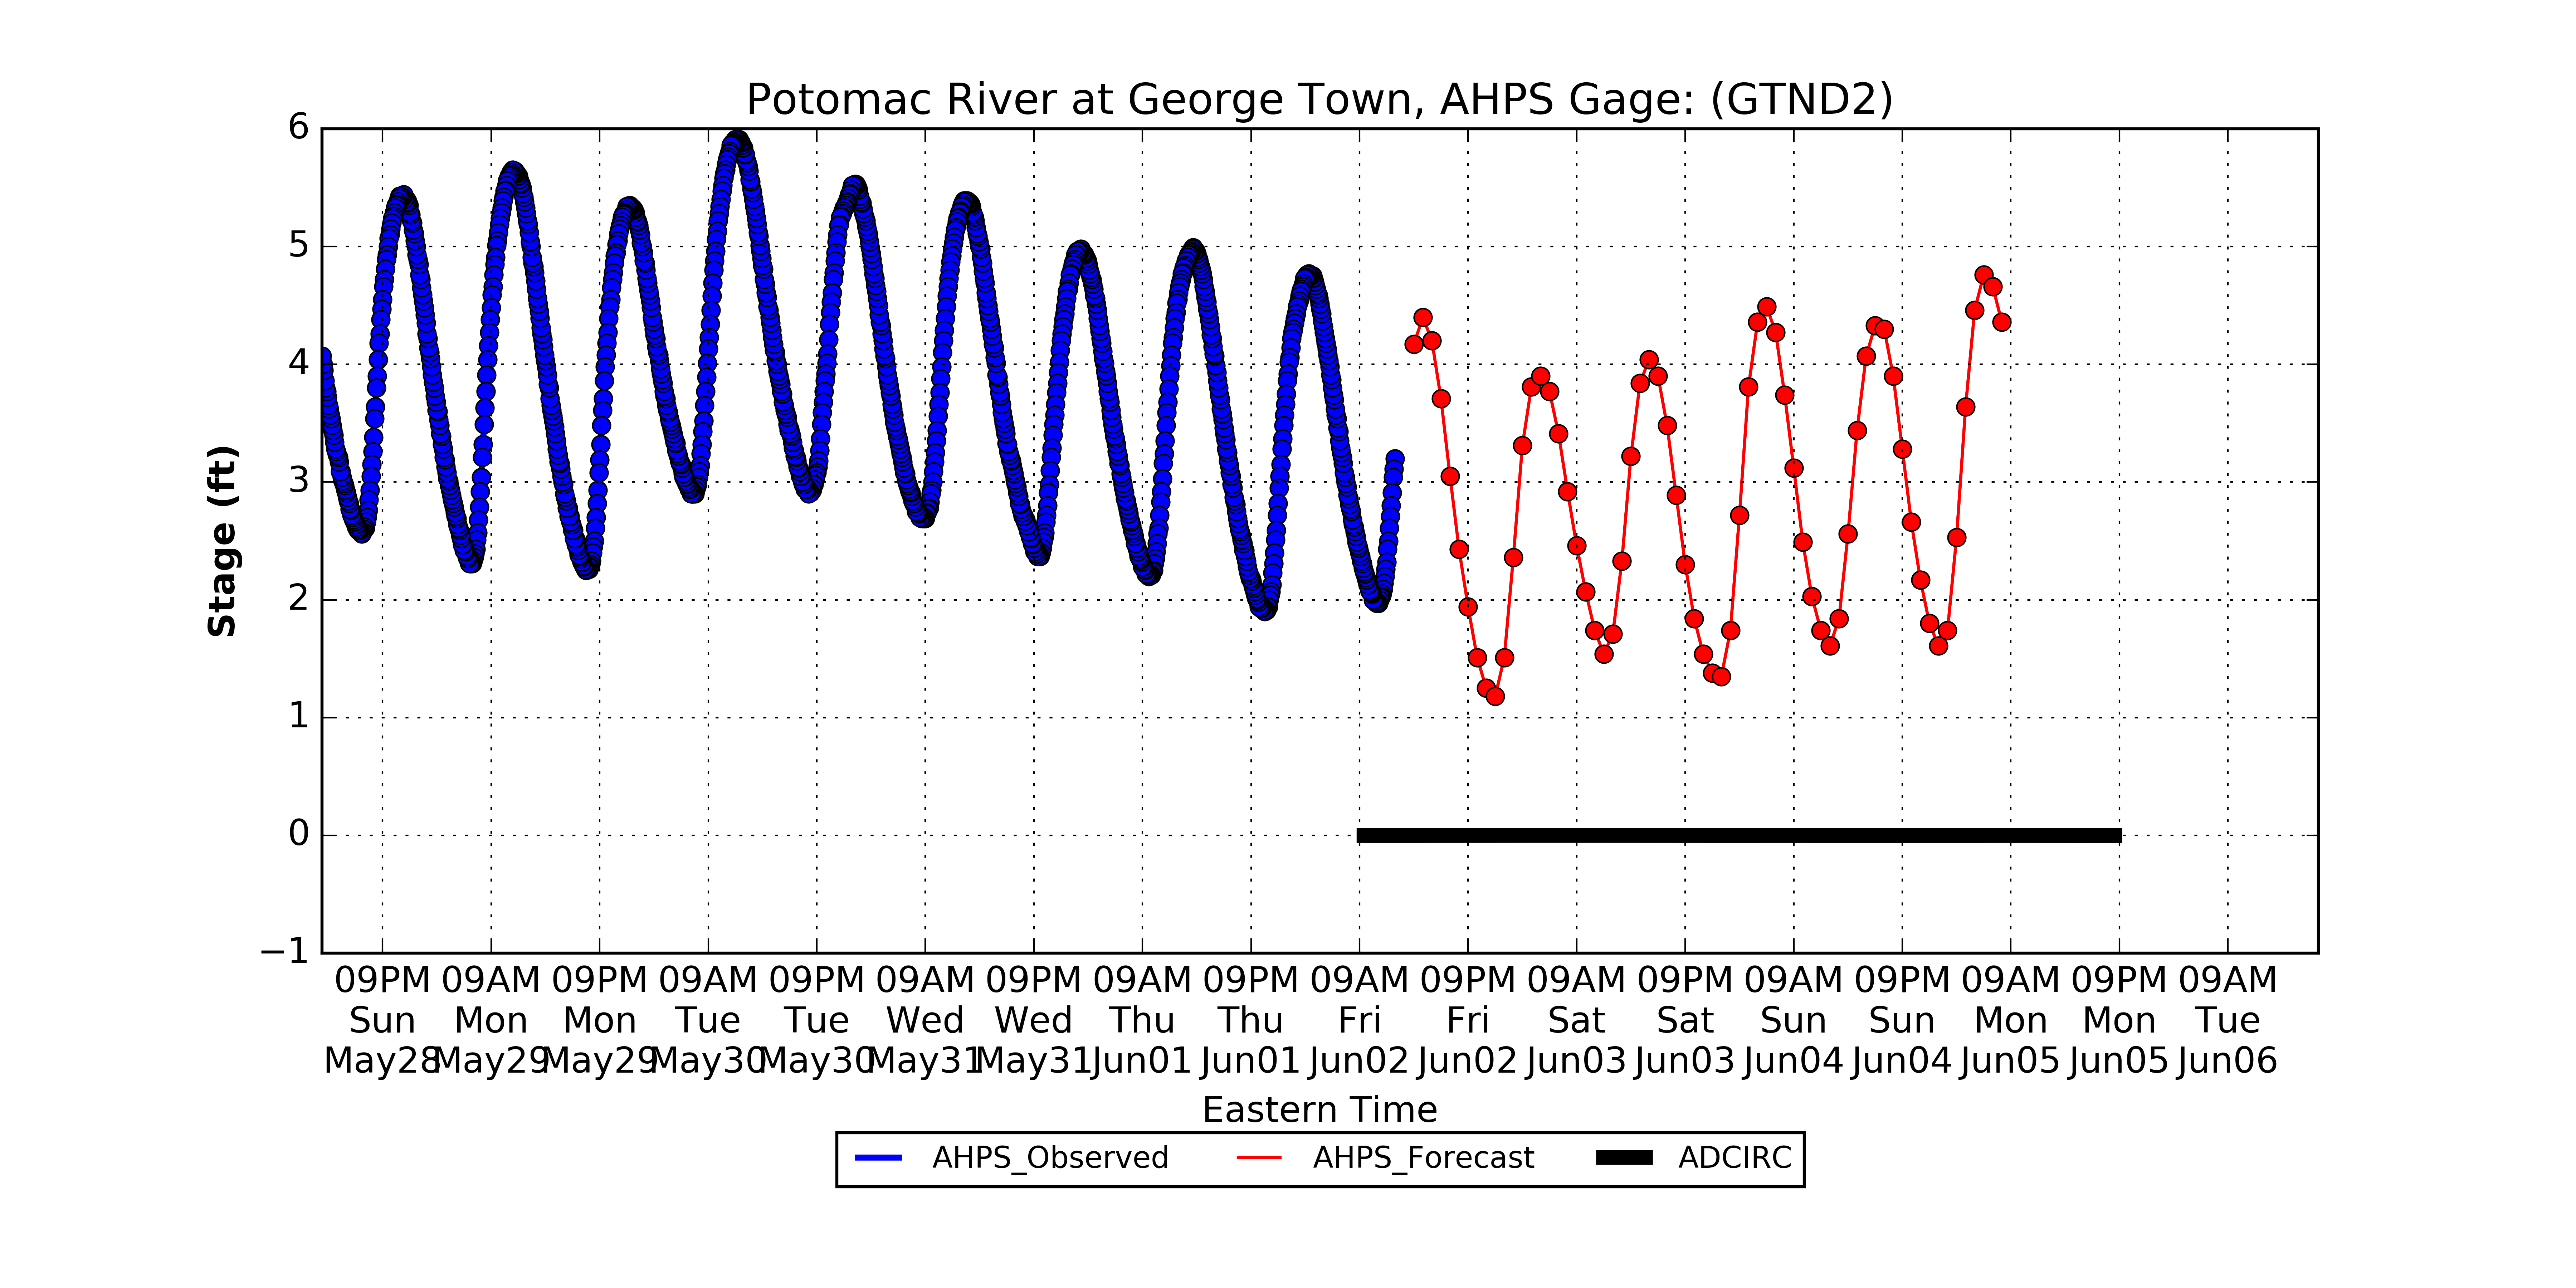 Potomac River at George Town, AHPS Gage: (GTND2)
6
5
4
3
2
1
0
−1
Stage (ft)
09PM 09AM 09PM 09AM 09PM 09AM 09PM 09AM 09PM 09AM 09PM 09AM 09PM 09AM 09PM 09AM 09PM 09AM
Sun Mon Mon Tue Tue Wed Wed Thu Thu Fri Fri Sat Sat Sun Sun Mon Mon Tue
May28 May29 May29 May30 May30 May31 May31 Jun01 Jun01 Jun02 Jun02 Jun03 Jun03 Jun04 Jun04 Jun05 Jun05 Jun06
Eastern Time
AHPS_Observed AHPS_Forecast ADCIRC